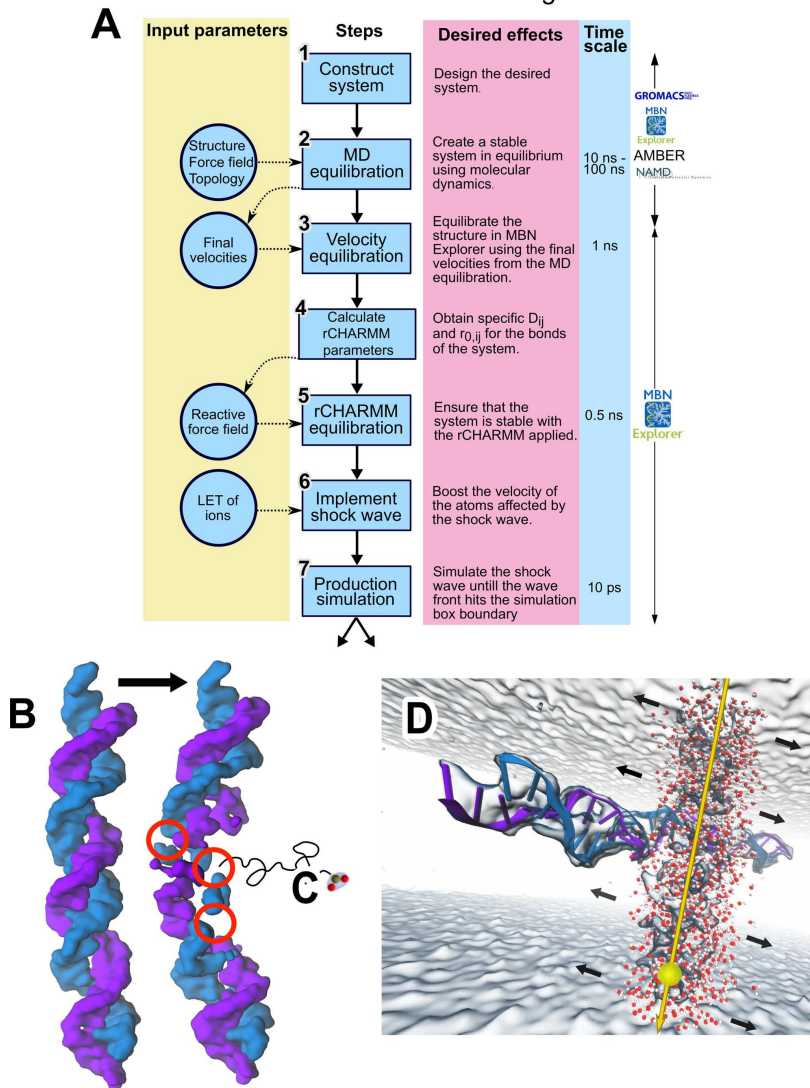 A
Input parameters
Steps
Desired effects
Time
scale
1
Construct
system
Design the desired
system.
GROMACS
MBN
Explorer
AMBER
NAMD
Structure
Force field
Topology
2
MD
equilibration
Create a stable
system in equilibrium
using molecular
dynamics.
10 ns -
100 ns
Final
velocities
3
Velocity
equilibration
Equilibrate the
structure in MBN
Explorer using the final
velocities from the MD
equilibration.
1 ns
4
Calculate
rCHARMM
parameters
Obtain specific Dij
and r0,ij for the bonds
of the system.
Reactive
force field
5
rCHARMM
equilibration
Ensure that the
system is stable with
the rCHARMM applied.
0.5 ns
MBN
Explorer
LET of
ions
6
Implement
shock wave
Boost the velocity of
the atoms affected by
the shock wave.
7
Production
simulation
Simulate the shock
wave untill the wave
front hits the simulation
box boundary
10 ps
B
C
D